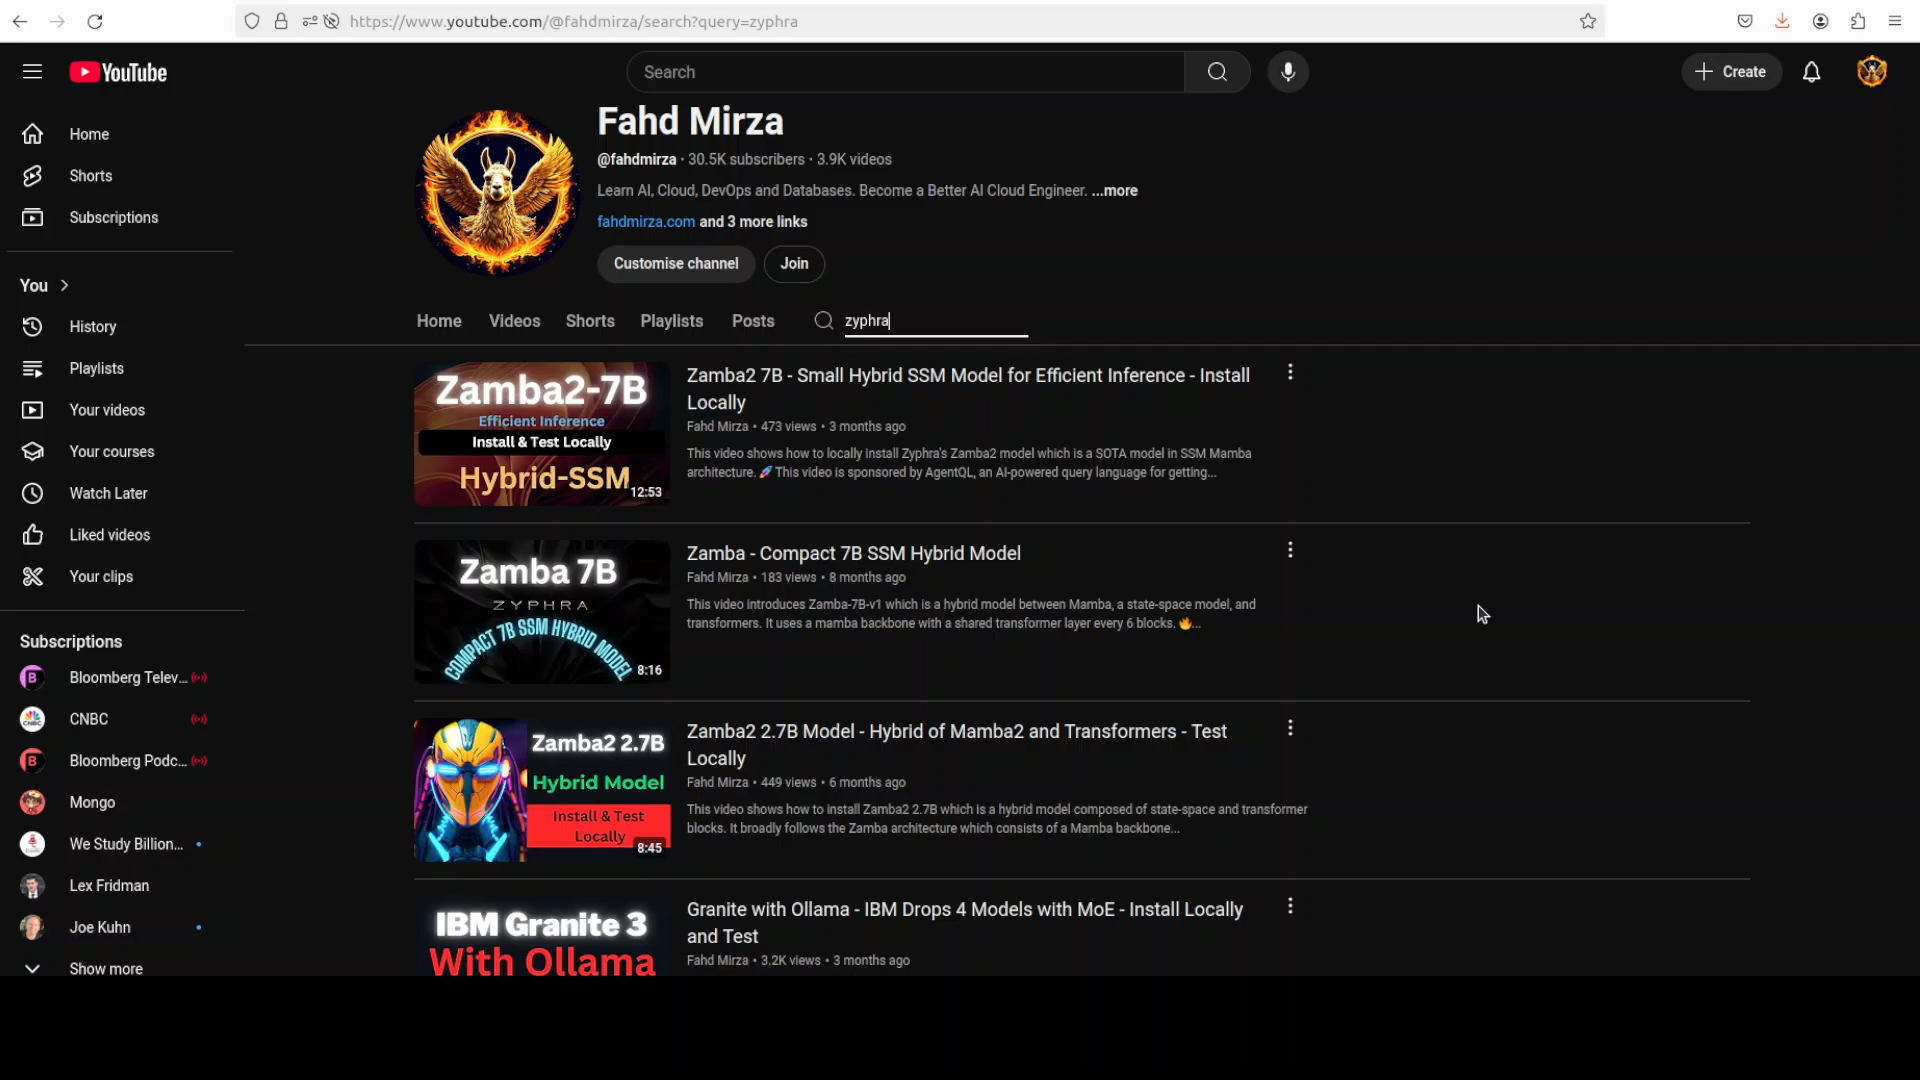 https://www.youtube.com/@fahdmirza/search?query=zyphra
YouTube
Search
Create
Home
Shorts
Subscriptions
You
History
Playlists
Your videos
Your courses
Watch Later
Liked videos
Your clips
Subscriptions
Bloomberg Telev...
CNBC
Bloomberg Podc...
Mongo
We Study Billion...
Lex Fridman
Joe Kuhn
Show more
Fahd Mirza
@fahdmirza · 30.5K subscribers · 3.9K videos
Learn AI, Cloud, DevOps and Databases. Become a Better AI Cloud Engineer. ...more
fahdmirza.com and 3 more links
Customise channel
Join
Home Videos Shorts Playlists Posts zyphra
Zamba2-7B
Efficient Inference
Install & Test Locally
Hybrid-SSM
12:53
Zamba2 7B - Small Hybrid SSM Model for Efficient Inference - Install
Locally
Fahd Mirza • 473 views • 3 months ago
This video shows how to locally install Zyphra's Zamba2 model which is a SOTA model in SSM Mamba
architecture. 🚀 This video is sponsored by AgentQL, an AI-powered query language for getting...
Zamba 7B
ZYPHRA
COMPACT 7B SSM HYBRID MODEL
8:16
Zamba - Compact 7B SSM Hybrid Model
Fahd Mirza • 183 views • 8 months ago
This video introduces Zamba-7B-v1 which is a hybrid model between Mamba, a state-space model, and
transformers. It uses a mamba backbone with a shared transformer layer every 6 blocks. 🔥...
Zamba2 2.7B
Hybrid Model
Install & Test
Locally
8:45
Zamba2 2.7B Model - Hybrid of Mamba2 and Transformers - Test
Locally
Fahd Mirza • 449 views • 6 months ago
This video shows how to install Zamba2 2.7B which is a hybrid model composed of state-space and transformer
blocks. It broadly follows the Zamba architecture which consists of a Mamba backbone...
IBM Granite 3
With Ollama
Granite with Ollama - IBM Drops 4 Models with MoE - Install Locally
and Test
Fahd Mirza • 3.2K views • 3 months ago